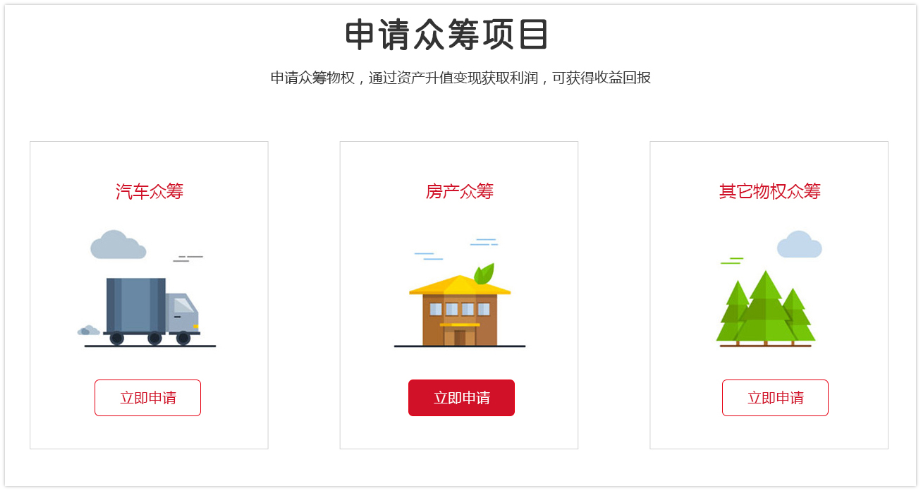 申请众筹项目
申请众筹物权，通过资产升值变现获取利润，可获得收益回报
汽车众筹
房产众筹
其它物权众筹
立即申请
立即申请
立即申请